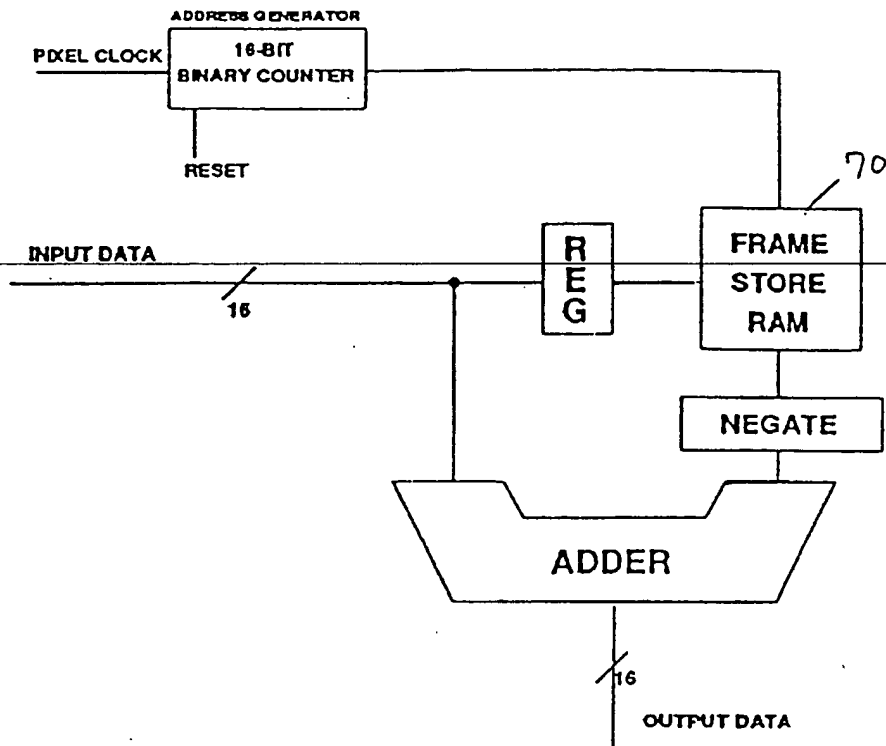 ADDRESS GENERATOR
PIXEL CLOCK
16-BIT
BINARY COUNTER
RESET
70
INPUT DATA
16
REG
FRAME
STORE
RAM
NEGATE
ADDER
16
OUTPUT DATA